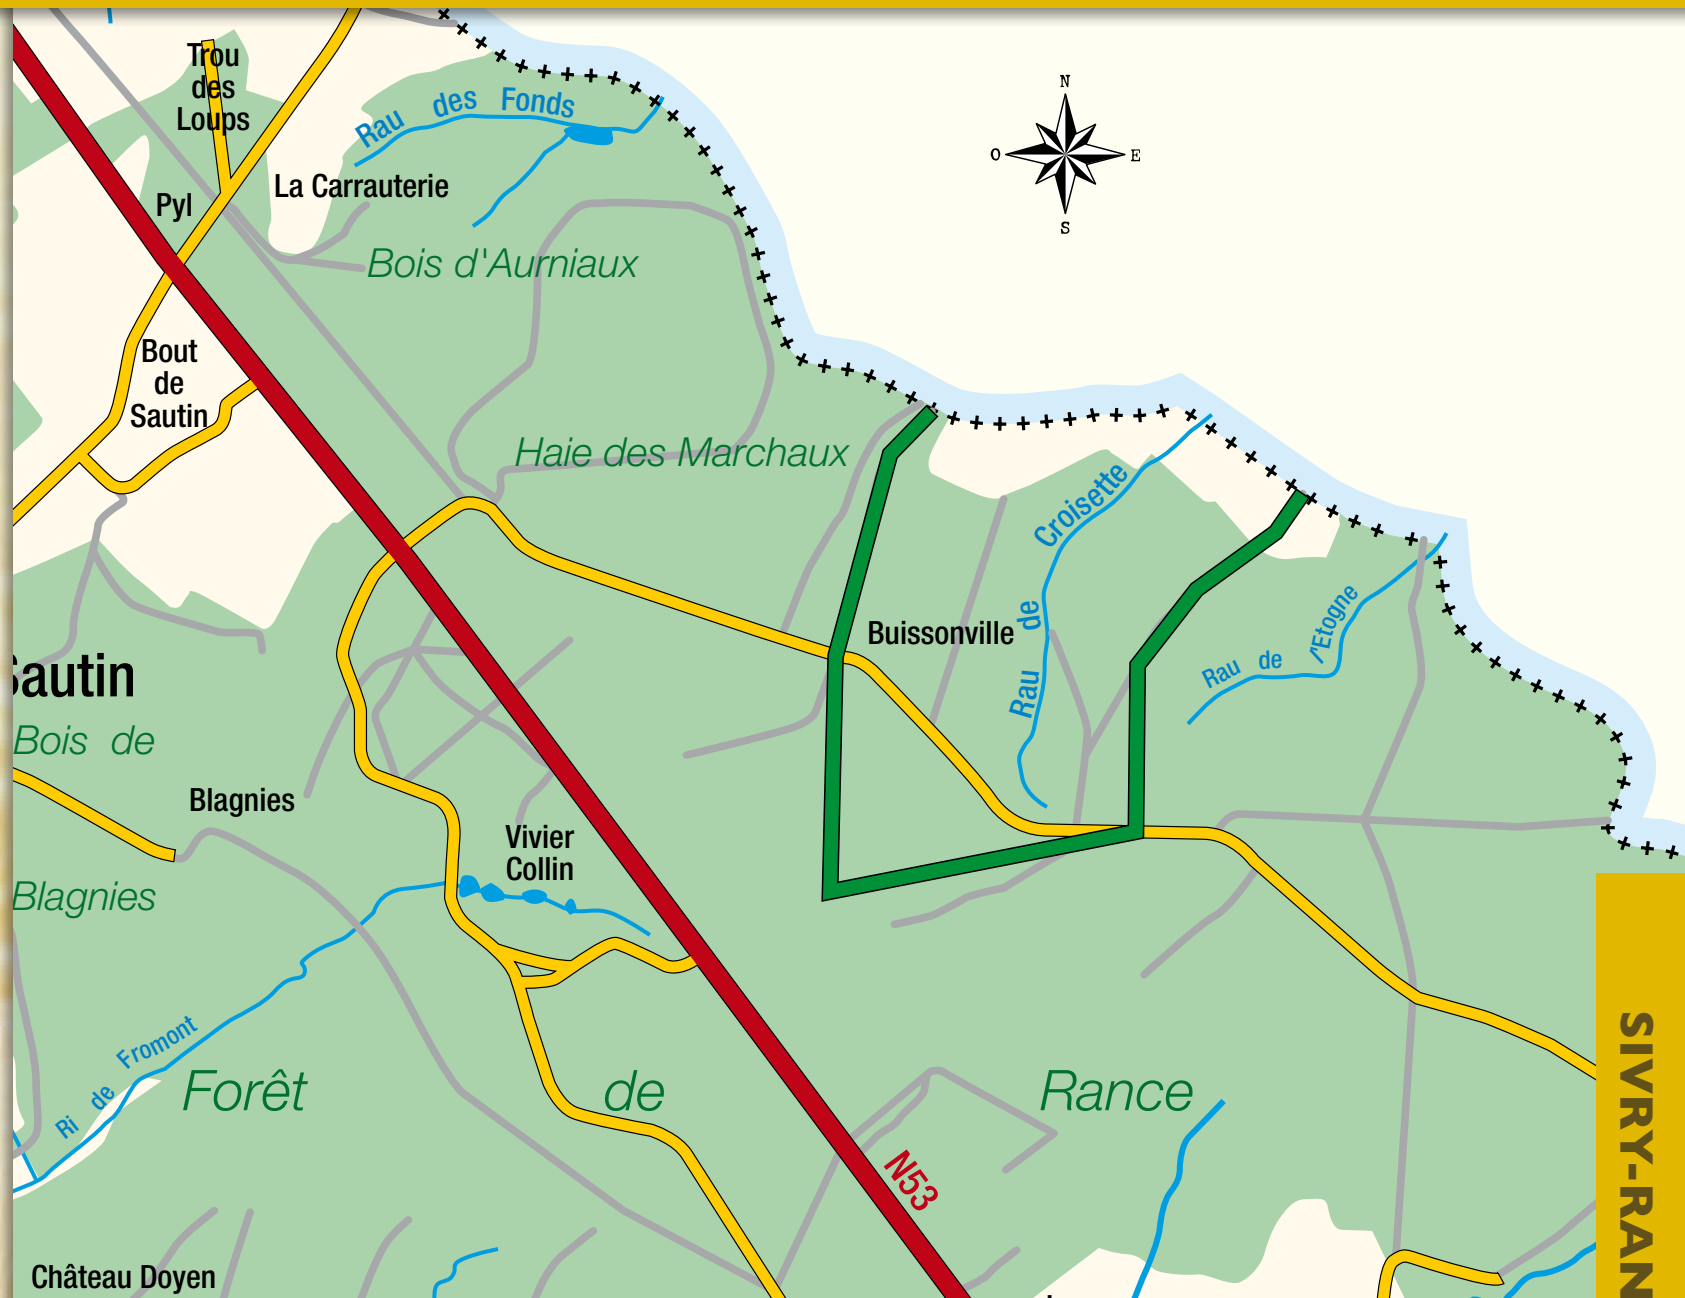 Trou
des
Loups
Rau des Fonds
N
O
E
S
La Carrauterie
Pyl
Bois d'Aurniaux
Bout
de
Sautin
Haie des Marchaux
Rau de Croisette
Buissonville
Rau de l'Etogne
Sautin
Bois de
Blagnies
Blagnies
Vivier
Collin
Ri de Fromont
Forêt de Rance
N53
SIVRY-RAN
Château Doyen